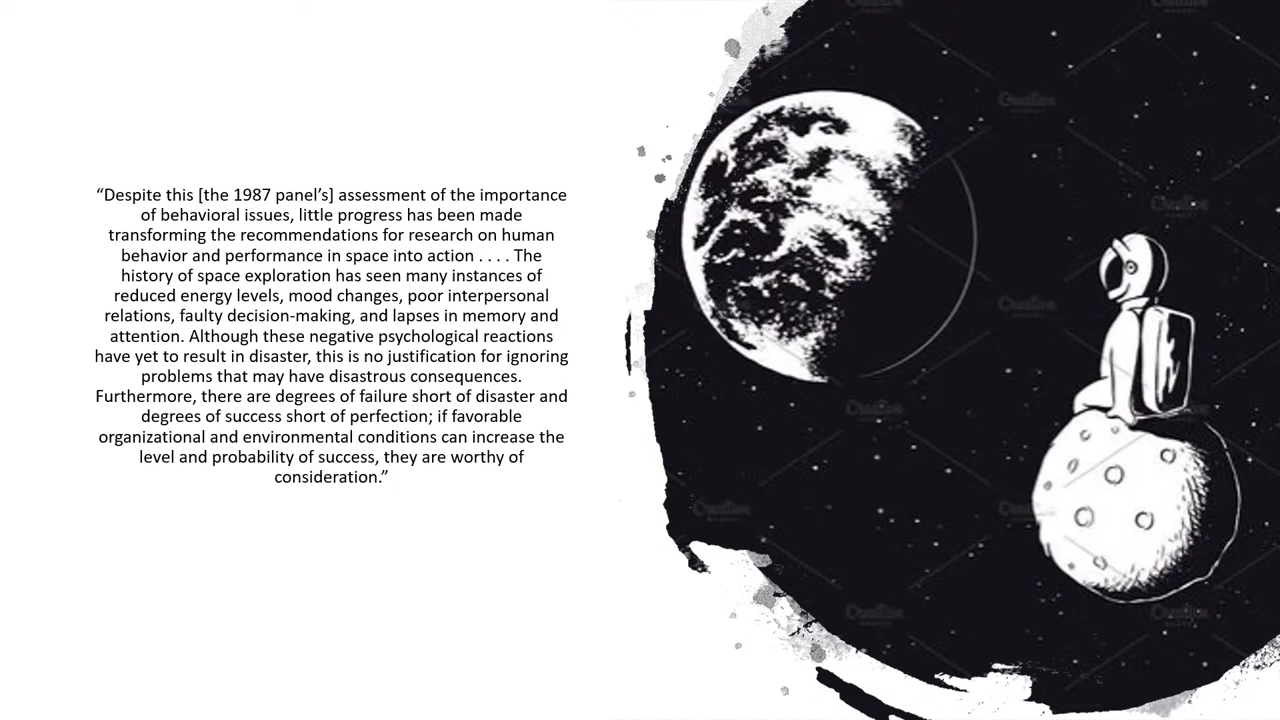 “Despite this [the 1987 panel’s] assessment of the importance
of behavioral issues, little progress has been made
transforming the recommendations for research on human
behavior and performance in space into action . . . . The
history of space exploration has seen many instances of
reduced energy levels, mood changes, poor interpersonal
relations, faulty decision-making, and lapses in memory and
attention. Although these negative psychological reactions
have yet to result in disaster, this is no justification for ignoring
problems that may have disastrous consequences.
Furthermore, there are degrees of failure short of disaster and
degrees of success short of perfection; if favorable
organizational and environmental conditions can increase the
level and probability of success, they are worthy of
consideration.”